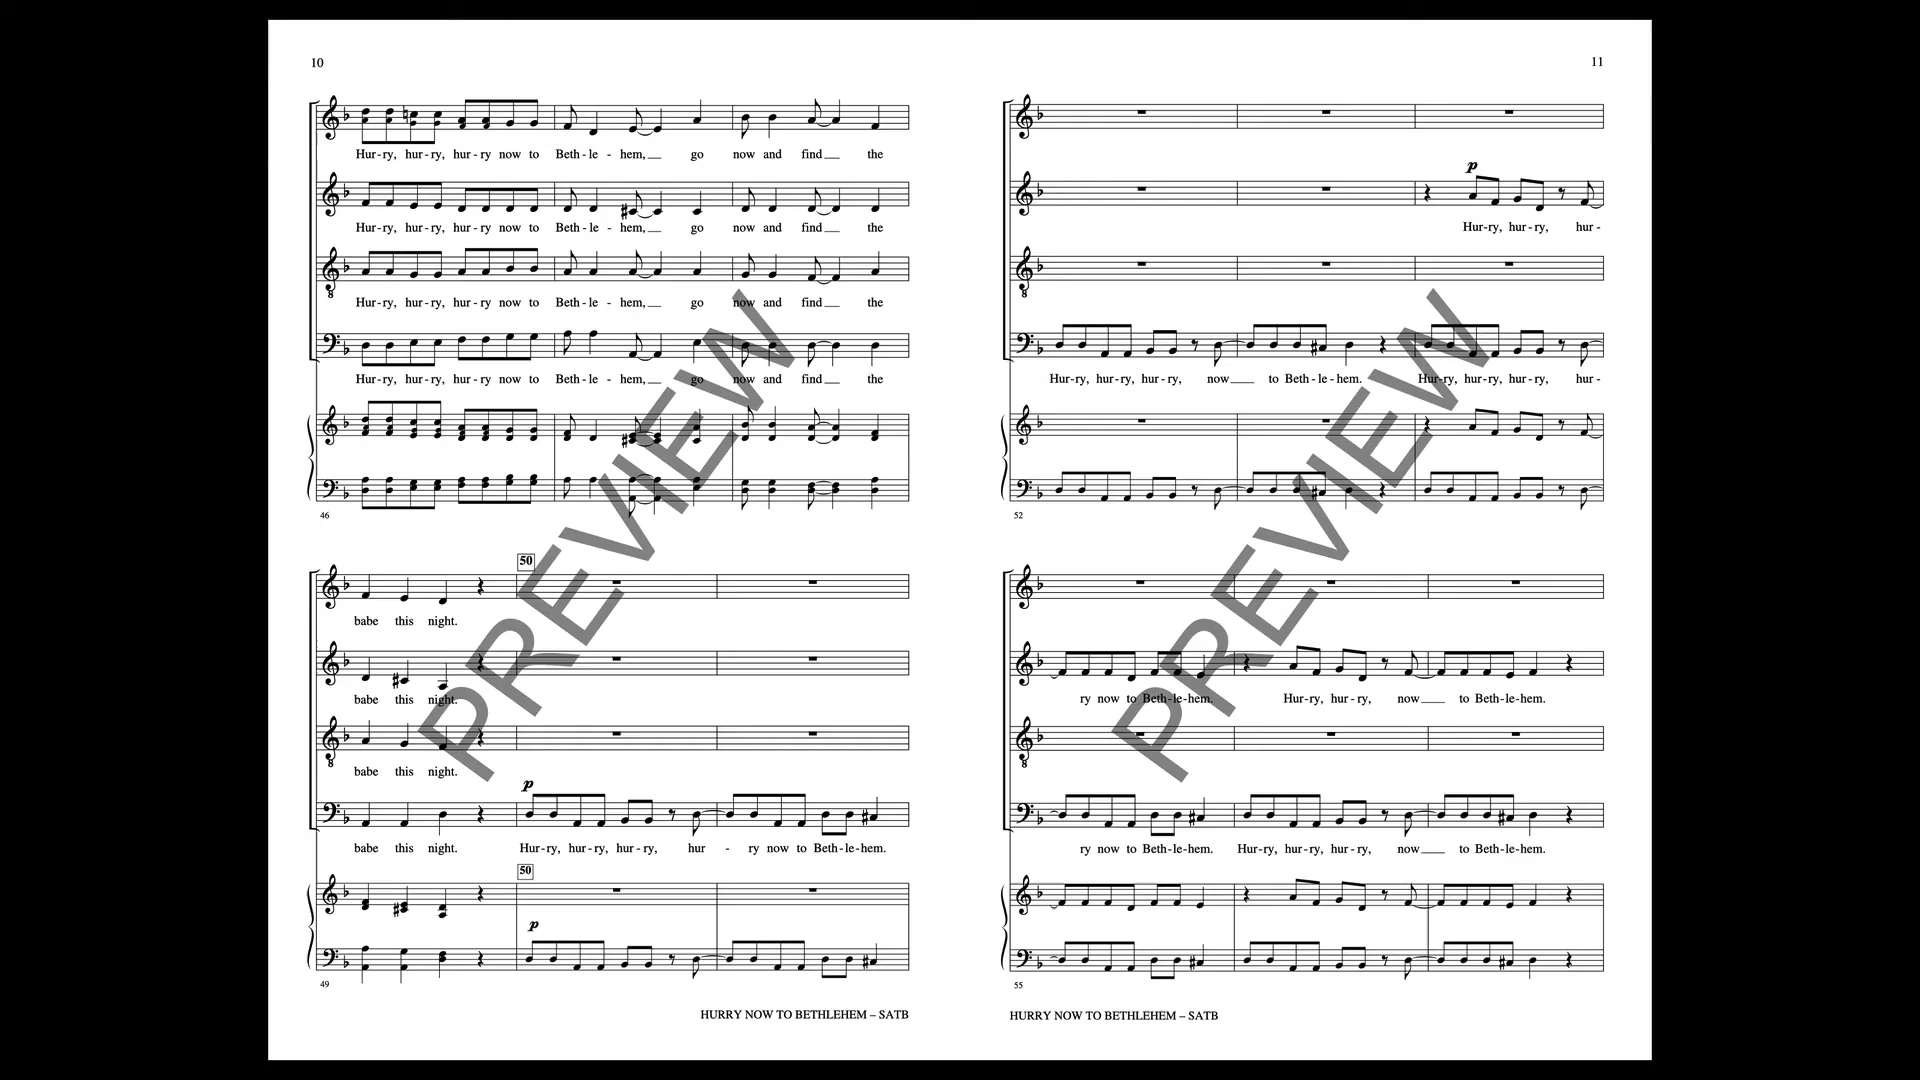 10
Hur-ry, hur-ry, hur-ry now to Beth-le-hem, go now and find the
Hur-ry, hur-ry, hur-ry now to Beth-le-hem, go now and find the
Hur-ry, hur-ry, hur-ry now to Beth-le-hem, go now and find the
Hur-ry, hur-ry, hur-ry now to Beth-le-hem, go now and find the
46
50
babe this night.
babe this night.
babe this night.
p
babe this night. Hur-ry, hur-ry, hur-ry, hur - ry now to Beth-le-hem.
50
p
49
HURRY NOW TO BETHLEHEM – SATB
PREVIEW
11
p
Hur-ry, hur-ry, hur-
Hur-ry, hur-ry, hur-ry, now to Beth-le-hem. Hur-ry, hur-ry, hur-ry, hur-
52
ry now to Beth-le-hem. Hur-ry, hur-ry, now to Beth-le-hem.
ry now to Beth-le-hem. Hur-ry, hur-ry, hur-ry, now to Beth-le-hem.
55
HURRY NOW TO BETHLEHEM – SATB
PREVIEW